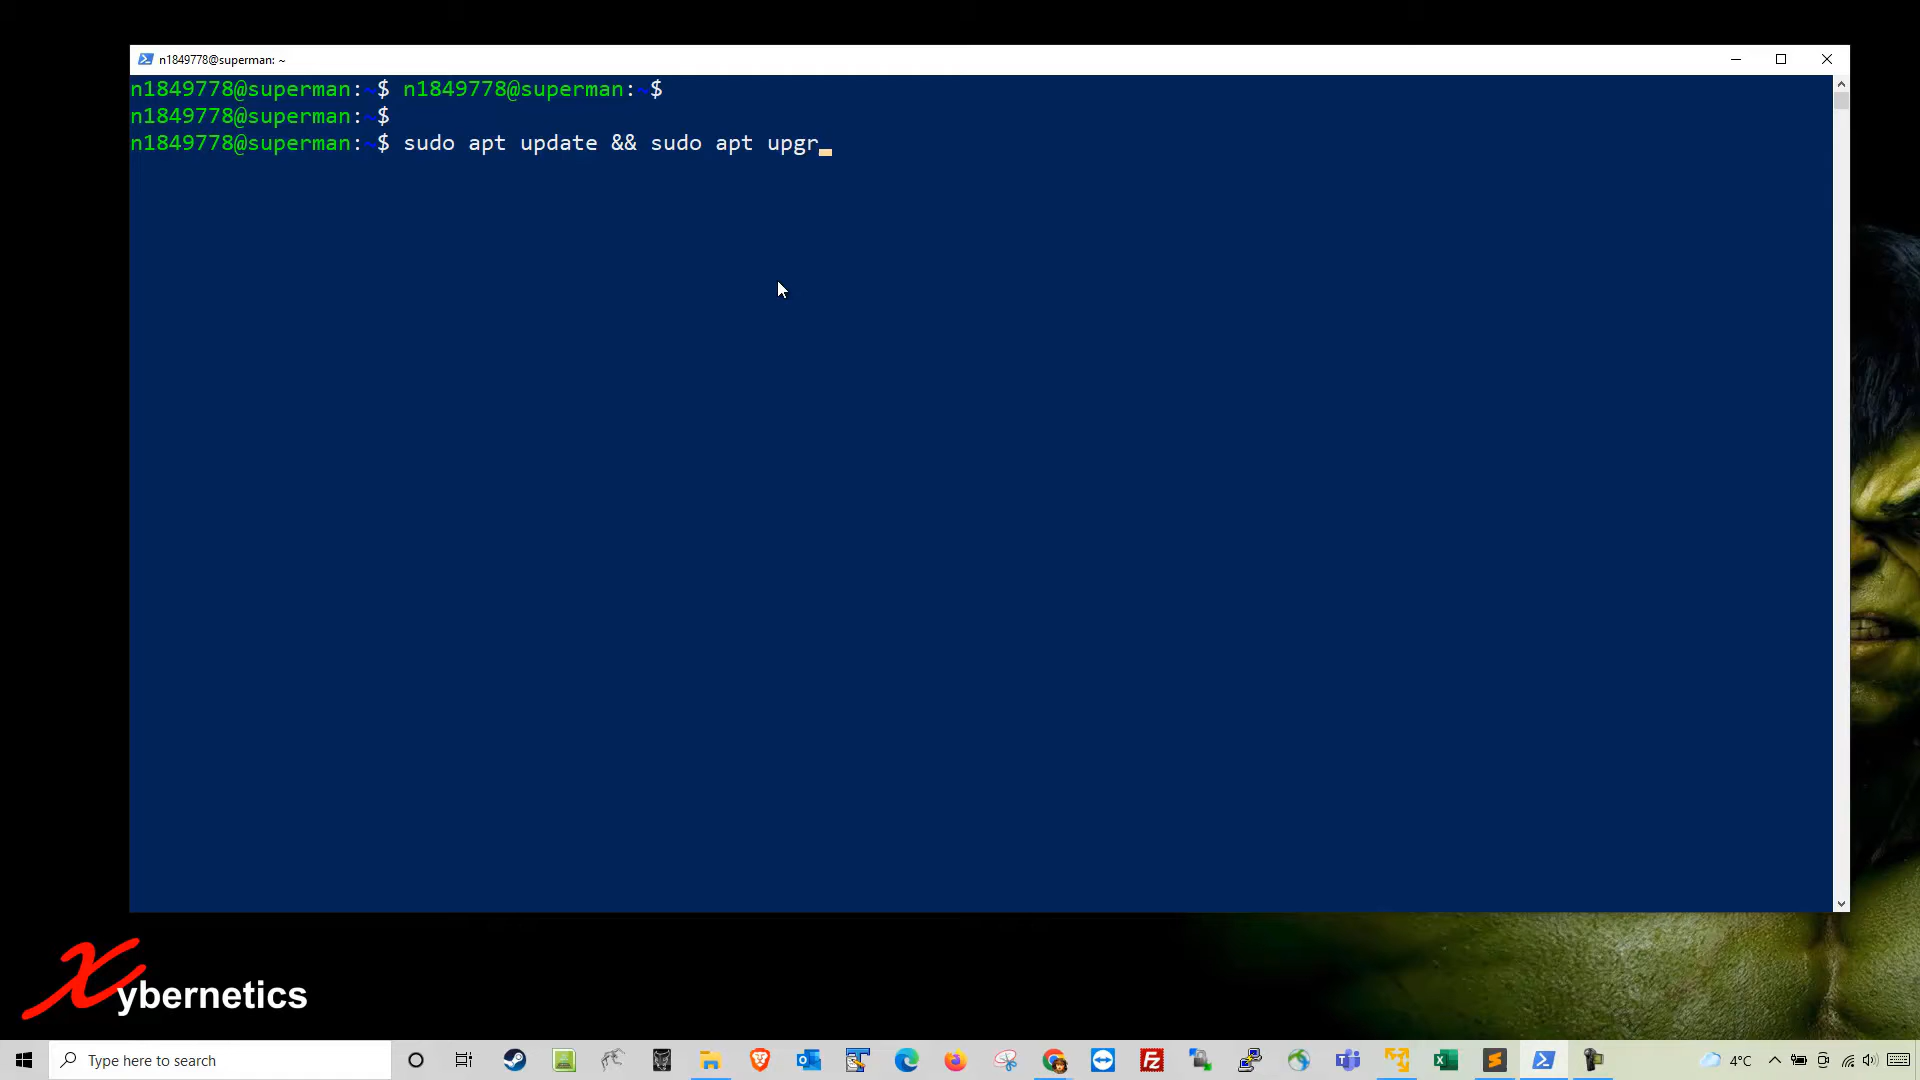 n1849778@superman: ~
n1849778@superman:~$ n1849778@superman:~$
n1849778@superman:~$
n1849778@superman:~$ sudo apt update && sudo apt upgr
Xybernetics
Type here to search
4°C